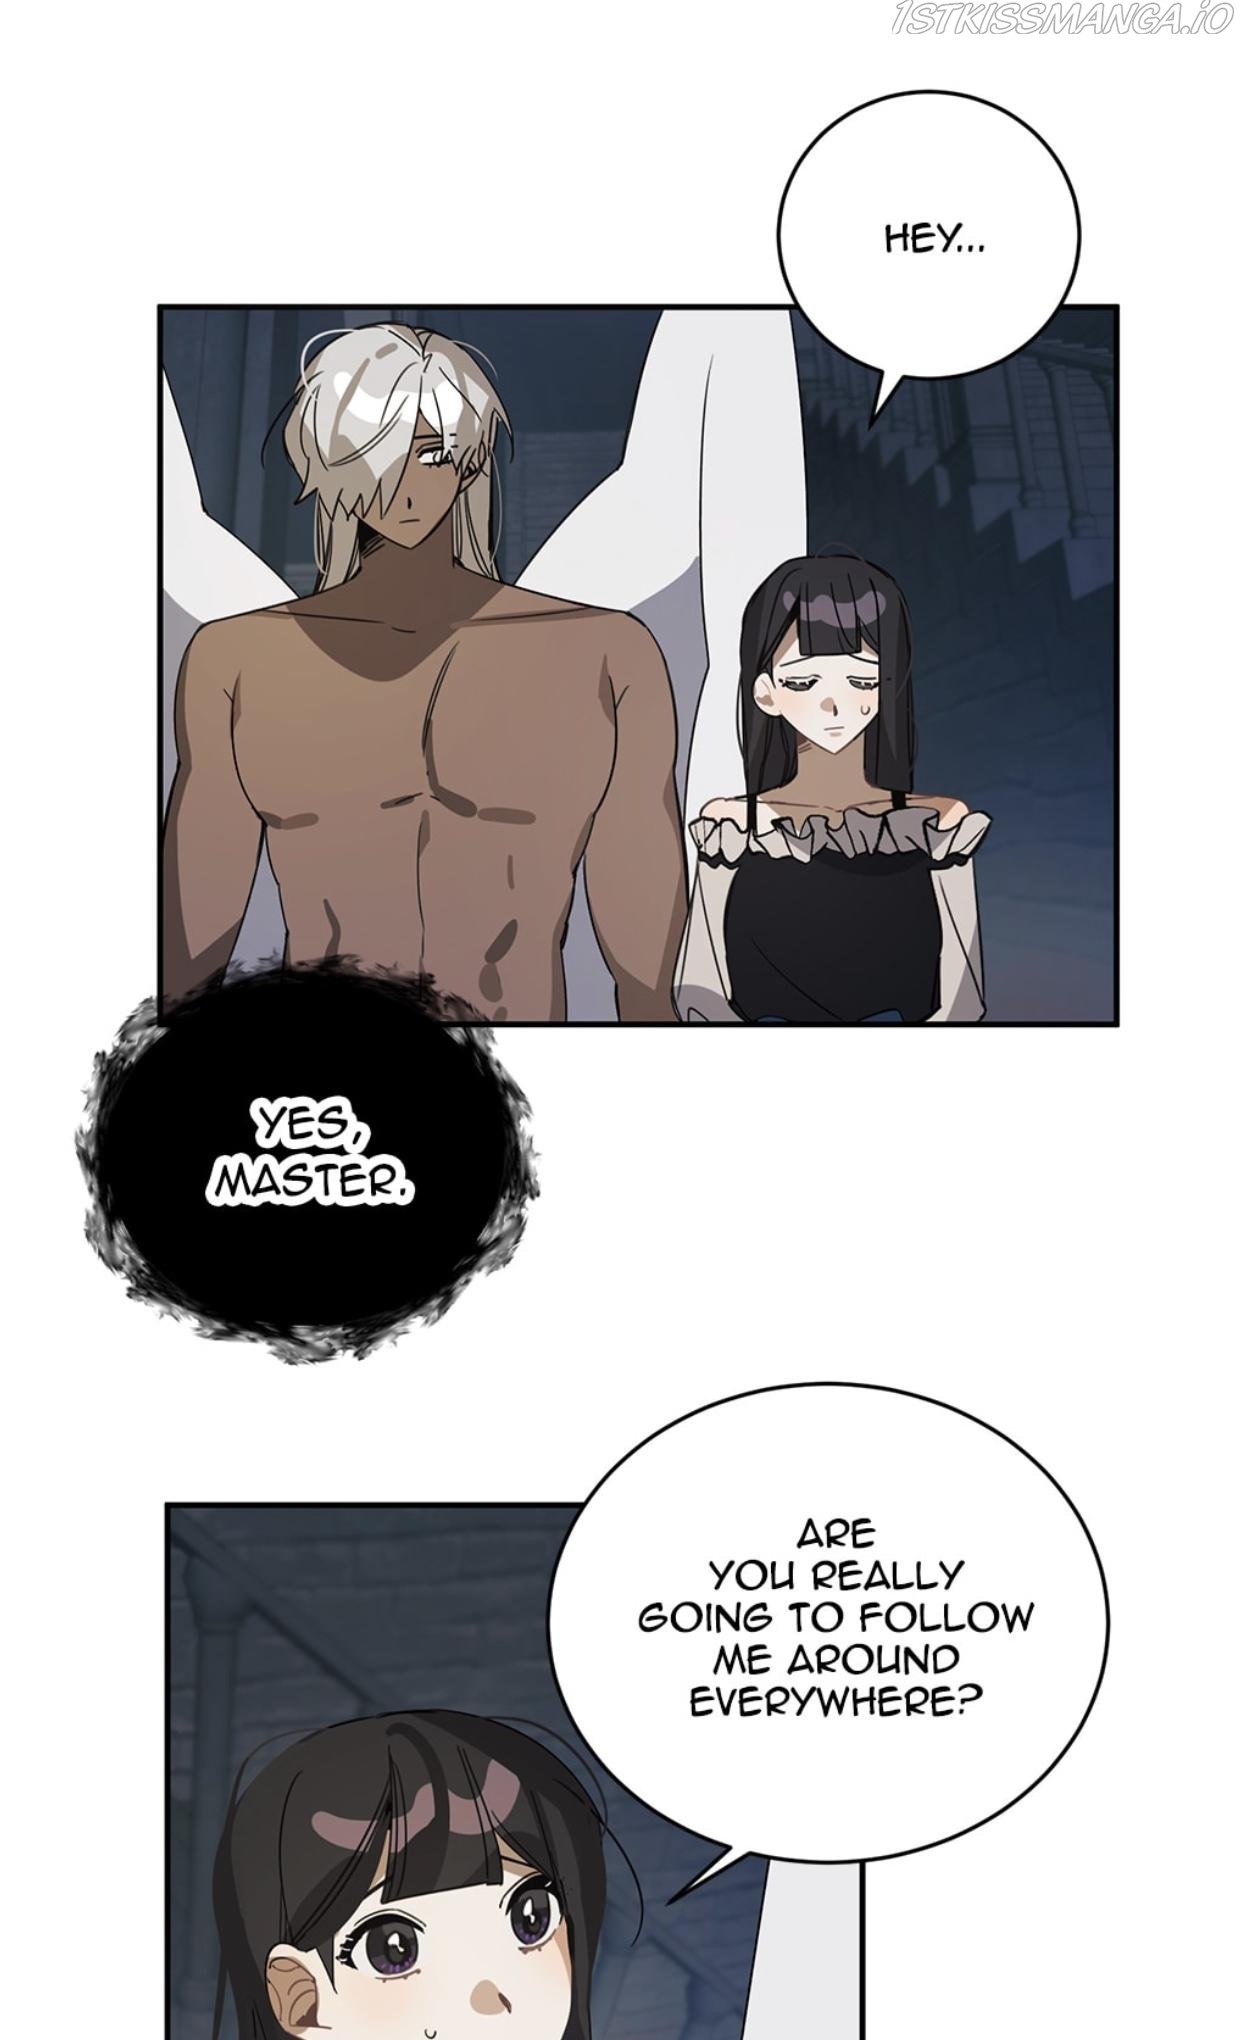 1STKISSMANGA.IO
HEY...
YES,
MASTER.
ARE
YOU REALLY
GOING TO FOLLOW
ME AROUND
EVERYWHERE?